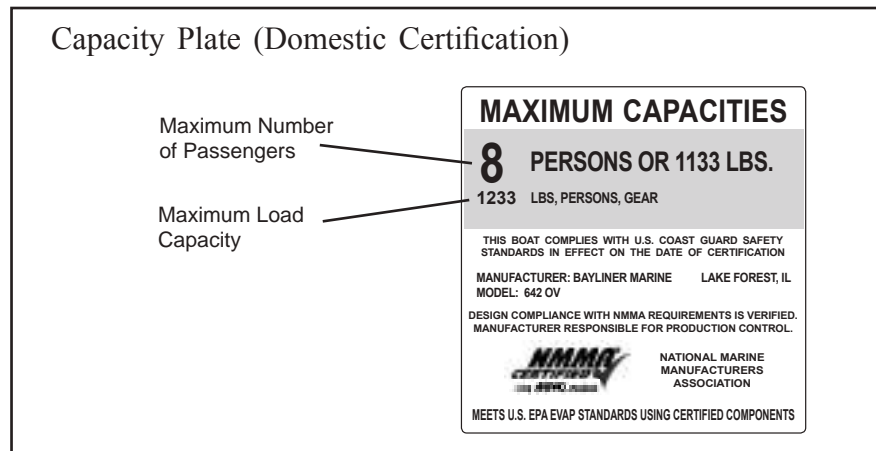 Capacity Plate (Domestic Certification)
Maximum Number
of Passengers
Maximum Load
Capacity
MAXIMUM CAPACITIES
8 PERSONS OR 1133 LBS.
1233 LBS, PERSONS, GEAR
THIS BOAT COMPLIES WITH U.S. COAST GUARD SAFETY
STANDARDS IN EFFECT ON THE DATE OF CERTIFICATION
MANUFACTURER: BAYLINER MARINE LAKE FOREST, IL
MODEL: 642 OV
DESIGN COMPLIANCE WITH NMMA REQUIREMENTS IS VERIFIED.
MANUFACTURER RESPONSIBLE FOR PRODUCTION CONTROL.
NMMA
CERTIFIED
NATIONAL MARINE
MANUFACTURERS
ASSOCIATION
MEETS U.S. EPA EVAP STANDARDS USING CERTIFIED COMPONENTS